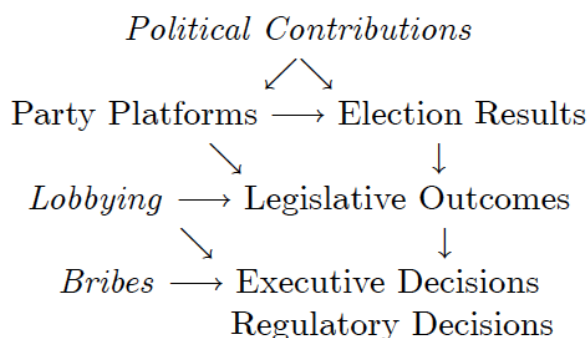 Political Contributions
Party Platforms → Election Results
Lobbying → Legislative Outcomes
Bribes → Executive Decisions
Regulatory Decisions